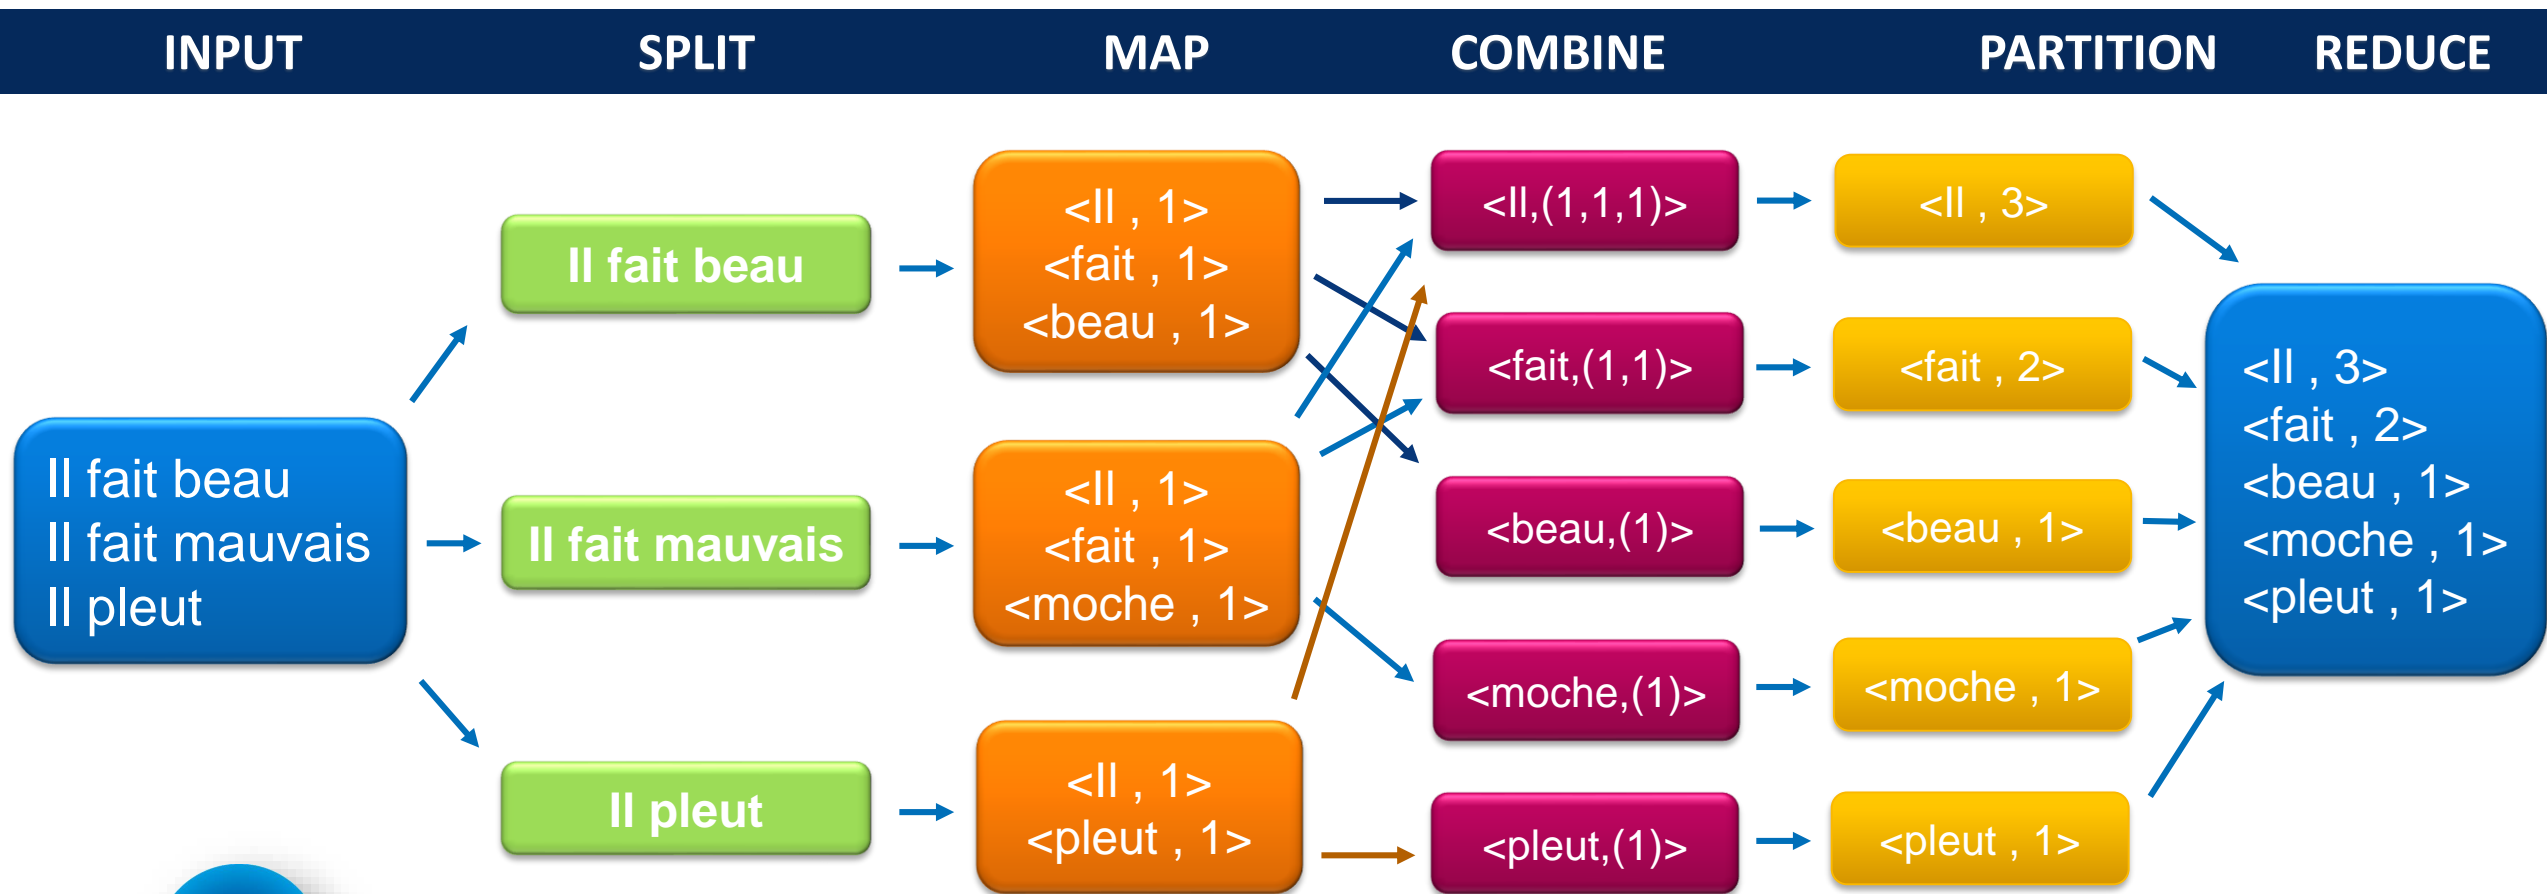 INPUT SPLIT MAP COMBINE PARTITION REDUCE
Il fait beau
Il fait mauvais
Il pleut
Il fait beau
Il fait mauvais
Il pleut
<Il , 1>
<fait , 1>
<beau , 1>
<Il , 1>
<fait , 1>
<moche , 1>
<Il , 1>
<pleut , 1>
<Il,(1,1,1)>
<fait,(1,1)>
<beau,(1)>
<moche,(1)>
<pleut,(1)>
<Il , 3>
<fait , 2>
<beau , 1>
<moche , 1>
<pleut , 1>
<Il , 3>
<fait , 2>
<beau , 1>
<moche , 1>
<pleut , 1>